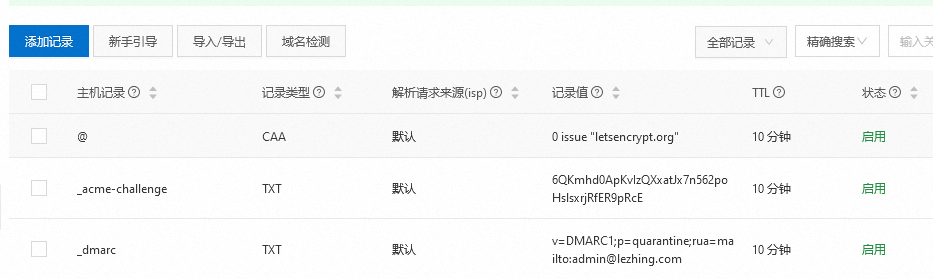 添加记录 新手引导 导入/导出 域名检测 全部记录 精确搜索 输入关
主机记录 记录类型 解析请求来源(isp) 记录值 TTL 状态
@ CAA 默认 0 issue "letsencrypt.org" 10 分钟 启用
_acme-challenge TXT 默认 6QKmhd0ApKvlzQXxatJx7n562po
HsIsxrjRfER9pRcE 10 分钟 启用
_dmarc TXT 默认 v=DMARC1;p=quarantine;rua=ma
ilto:admin@lezhing.com 10 分钟 启用